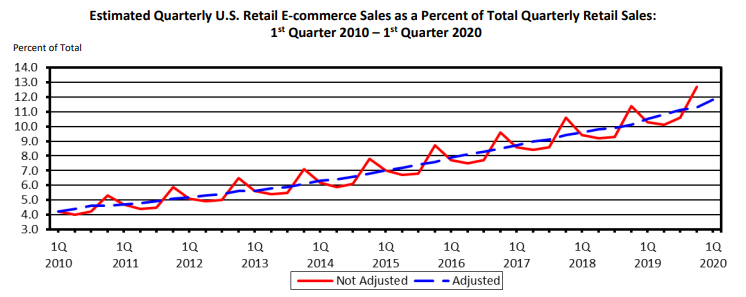 Estimated Quarterly U.S. Retail E-commerce Sales as a Percent of Total Quarterly Retail Sales:
1st Quarter 2010 – 1st Quarter 2020
Percent of Total
14.0
13.0
12.0
11.0
10.0
9.0
8.0
7.0
6.0
5.0
4.0
3.0
1Q 1Q 1Q 1Q 1Q 1Q 1Q 1Q 1Q 1Q 1Q
2010 2011 2012 2013 2014 2015 2016 2017 2018 2019 2020
Not Adjusted Adjusted